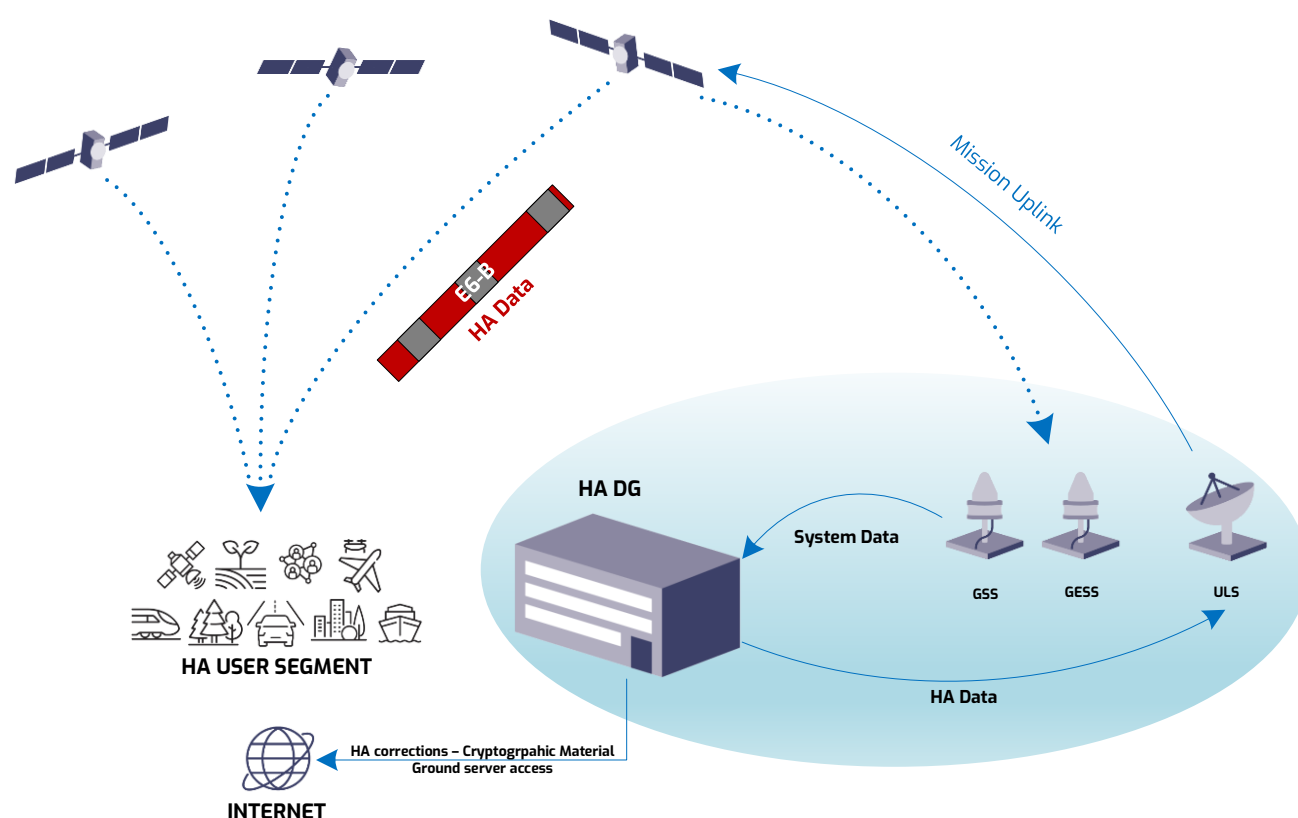 Mission Uplink
E6-B
HA Data
HA DG
System Data
GSS
GESS
ULS
HA USER SEGMENT
HA Data
HA corrections – Cryptogrpahic Material
Ground server access
INTERNET